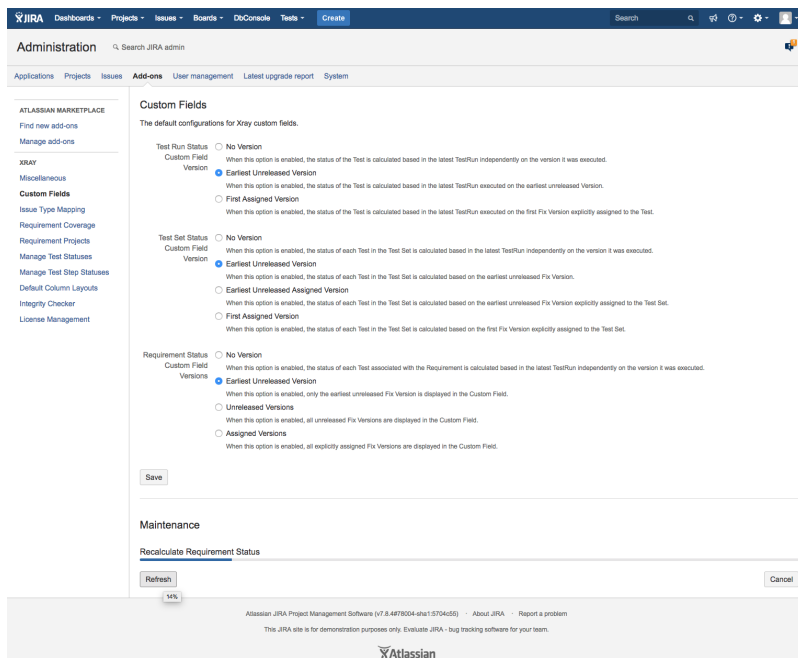 JIRA Dashboards Projects Issues Boards DbConsole Tests Create Search
Administration Search JIRA admin
Applications Projects Issues Add-ons User management Latest upgrade report System
ATLASSIAN MARKETPLACE
Find new add-ons
Manage add-ons
XRAY
Miscellaneous
Custom Fields
Issue Type Mapping
Requirement Coverage
Requirement Projects
Manage Test Statuses
Manage Test Step Statuses
Default Column Layouts
Integrity Checker
License Management
Custom Fields
The default configurations for Xray custom fields.
Test Run Status
Custom Field
Version
No Version
When this option is enabled, the status of the Test is calculated based in the latest TestRun independently on the version it was executed.
Earliest Unreleased Version
When this option is enabled, the status of the Test is calculated based in the latest TestRun executed on the earliest unreleased Version.
First Assigned Version
When this option is enabled, the status of the Test is calculated based in the latest TestRun executed on the first Fix Version explicitly assigned to the Test.
Test Set Status
Custom Field
Version
No Version
When this option is enabled, the status of each Test in the Test Set is calculated based in the latest TestRun independently on the version it was executed.
Earliest Unreleased Version
When this option is enabled, the status of each Test in the Test Set is calculated based on the earliest unreleased Fix Version.
Earliest Unreleased Assigned Version
When this option is enabled, the status of each Test in the Test Set is calculated based on the earliest unreleased Fix Version explicitly assigned to the Test Set.
First Assigned Version
When this option is enabled, the status of each Test in the Test Set is calculated based on the first Fix Version explicitly assigned to the Test Set.
Requirement Status
Custom Field
Versions
No Version
When this option is enabled, the status of each Test associated with the Requirement is calculated based in the latest TestRun independently on the version it was executed.
Earliest Unreleased Version
When this option is enabled, only the earliest unreleased Fix Version is displayed in the Custom Field.
Unreleased Versions
When this option is enabled, all unreleased Fix Versions are displayed in the Custom Field.
Assigned Versions
When this option is enabled, all explicitly assigned Fix Versions are displayed in the Custom Field.
Save
Maintenance
Recalculate Requirement Status
Refresh Cancel
14%
Atlassian JIRA Project Management Software (v7.8.4#78004-sha1:5704c55) · About JIRA · Report a problem
This JIRA site is for demonstration purposes only. Evaluate JIRA - bug tracking software for your team.
Atlassian